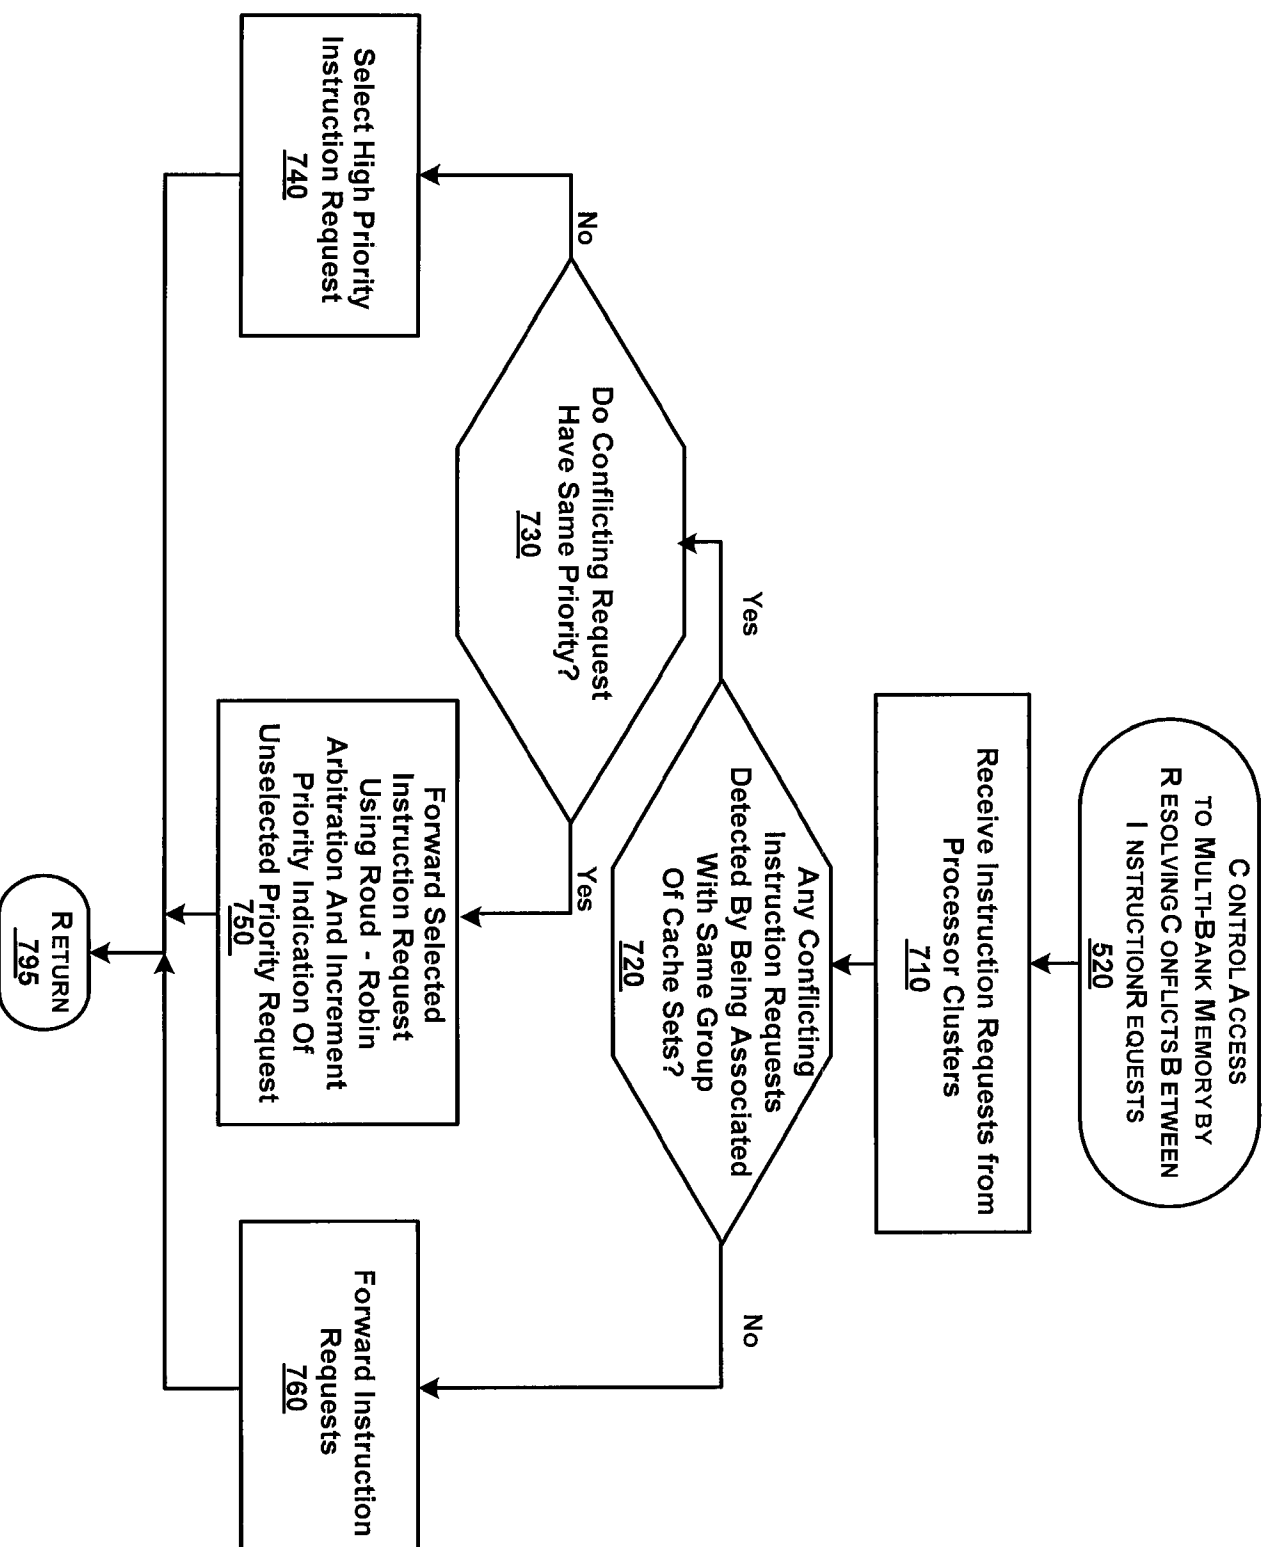 CONTROL ACCESS
TO MULTI-BANK MEMORY BY
RESOLVING CONFLICTS BETWEEN
INSTRUCTION REQUESTS
520
Receive Instruction Requests from
Processor Clusters
710
Any Conflicting
Instruction Requests
Detected By Being Associated
With Same Group
Of Cache Sets?
720
Yes
No
Do Conflicting Request
Have Same Priority?
730
No
Yes
Select High Priority
Instruction Request
740
Forward Selected
Instruction Request
Using Roud - Robin
Arbitration And Increment
Priority Indication Of
Unselected Priority Request
750
Forward Instruction
Requests
760
RETURN
795